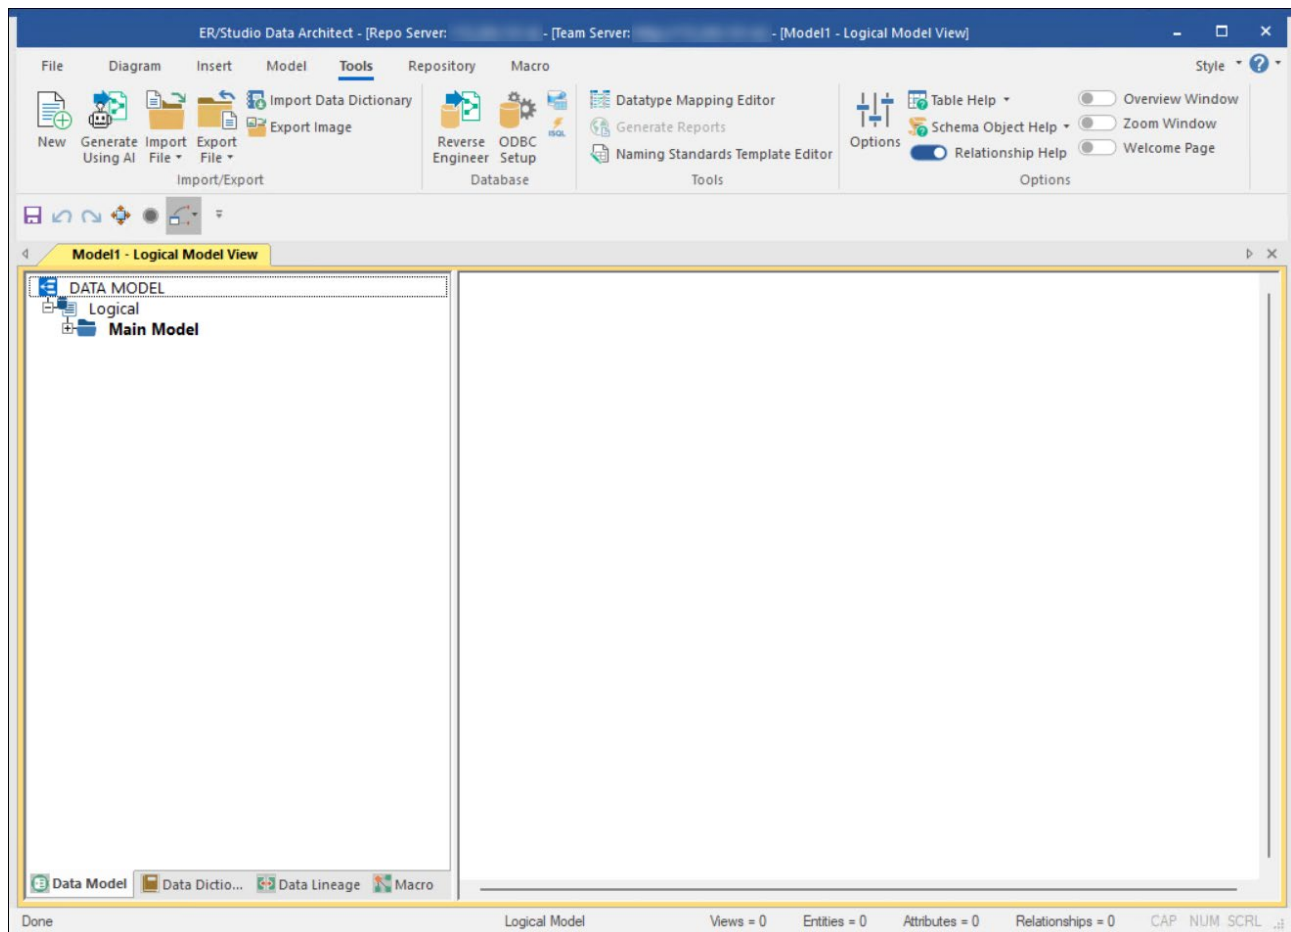 ER/Studio Data Architect - [Repo Server: - [Team Server: - [Model1 - Logical Model View]
File Diagram Insert Model Tools Repository Macro Style
New
Generate Using AI
Import File
Export File
Import Data Dictionary
Export Image
Import/Export
Reverse Engineer
ODBC Setup
ISQL
Database
Datatype Mapping Editor
Generate Reports
Naming Standards Template Editor
Tools
Options
Table Help
Schema Object Help
Relationship Help
Overview Window
Zoom Window
Welcome Page
Options
Model1 - Logical Model View
DATA MODEL
Logical
Main Model
Data Model Data Dictio... Data Lineage Macro
Done Logical Model Views = 0 Entities = 0 Attributes = 0 Relationships = 0 CAP NUM SCRL